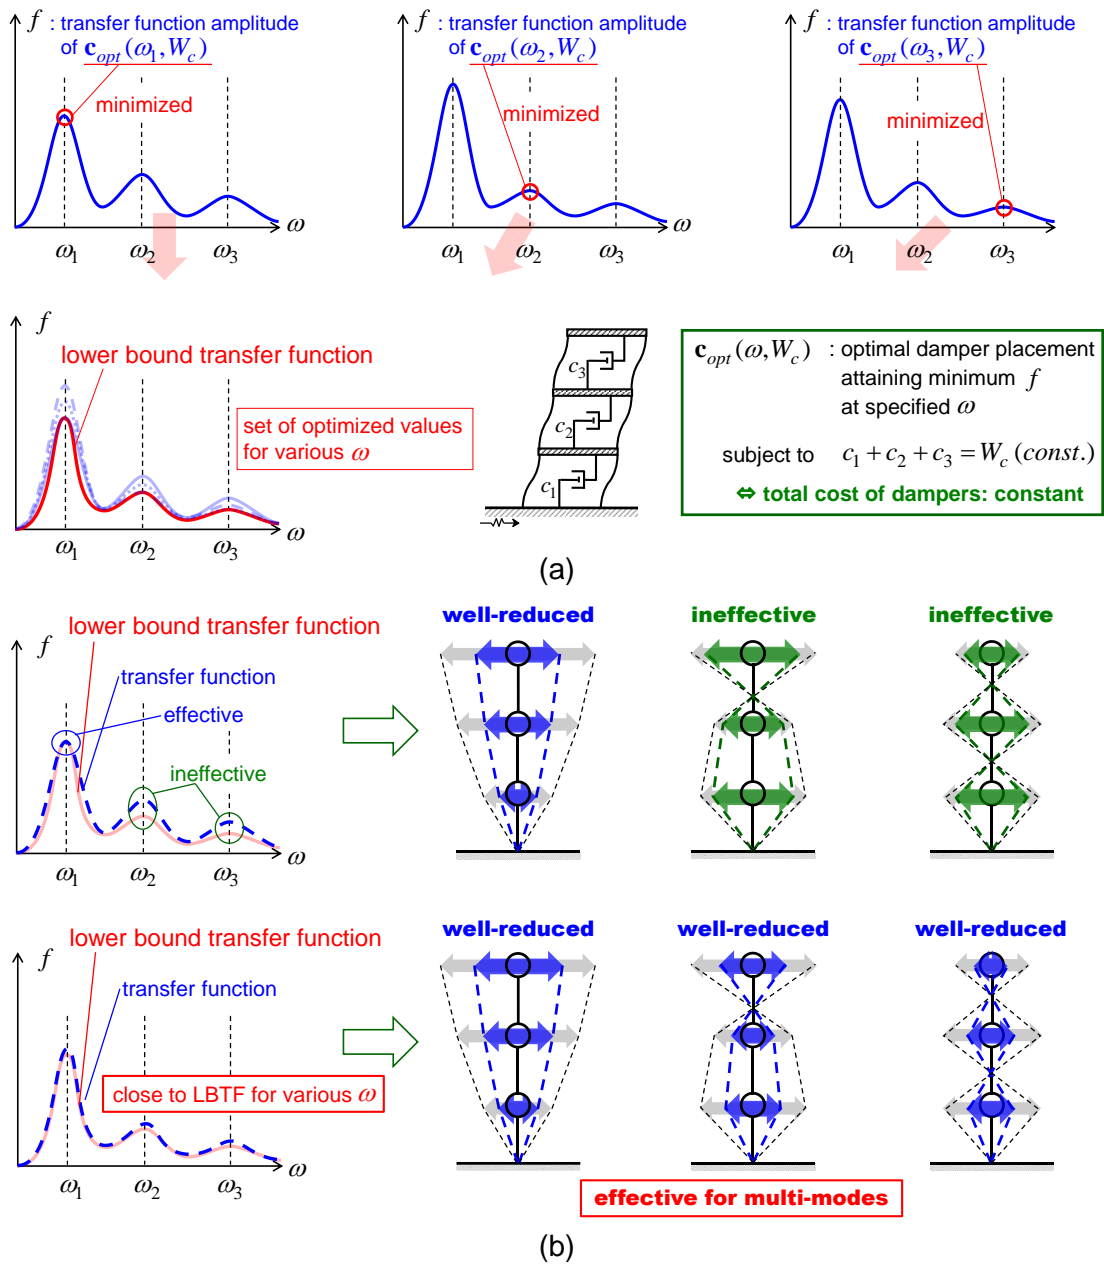 f : transfer function amplitude
of c_opt(ω₁, W_c)
minimized
ω
ω₁ ω₂ ω₃
f : transfer function amplitude
of c_opt(ω₂, W_c)
minimized
ω
ω₁ ω₂ ω₃
f : transfer function amplitude
of c_opt(ω₃, W_c)
minimized
ω
ω₁ ω₂ ω₃
f
lower bound transfer function
set of optimized values
for various ω
ω
ω₁ ω₂ ω₃
c₃
c₂
c₁
c_opt(ω, W_c) : optimal damper placement
attaining minimum f
at specified ω
subject to c₁ + c₂ + c₃ = W_c (const.)
⇔ total cost of dampers: constant
(a)
f
lower bound transfer function
transfer function
effective
ineffective
ω
ω₁ ω₂ ω₃
well-reduced
ineffective
ineffective
f
lower bound transfer function
transfer function
close to LBTF for various ω
ω
ω₁ ω₂ ω₃
well-reduced
well-reduced
well-reduced
effective for multi-modes
(b)